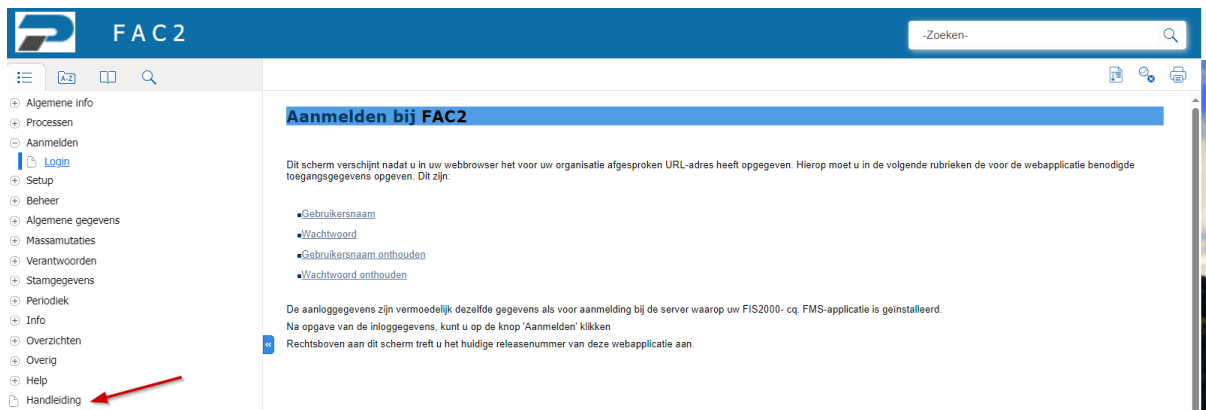 FAC2
-Zoeken-
A-Z
Algemene info
Processen
Aanmelden
Login
Setup
Beheer
Algemene gegevens
Massamutaties
Verantwoorden
Stamgegevens
Periodiek
Info
Overzichten
Overig
Help
Handleiding
Aanmelden bij FAC2
Dit scherm verschijnt nadat u in uw webbrowser het voor uw organisatie afgesproken URL-adres heeft opgegeven. Hierop moet u in de volgende rubrieken de voor de webapplicatie benodigde
toegangsgegevens opgeven. Dit zijn:
Gebruikersnaam
Wachtwoord
Gebruikersnaam onthouden
Wachtwoord onthouden
De aanloggegevens zijn vermoedelijk dezelfde gegevens als voor aanmelding bij de server waarop uw FIS2000- cq. FMS-applicatie is geïnstalleerd.
Na opgave van de inloggegevens, kunt u op de knop 'Aanmelden' klikken
Rechtsboven aan dit scherm treft u het huidige releasenummer van deze webapplicatie aan.